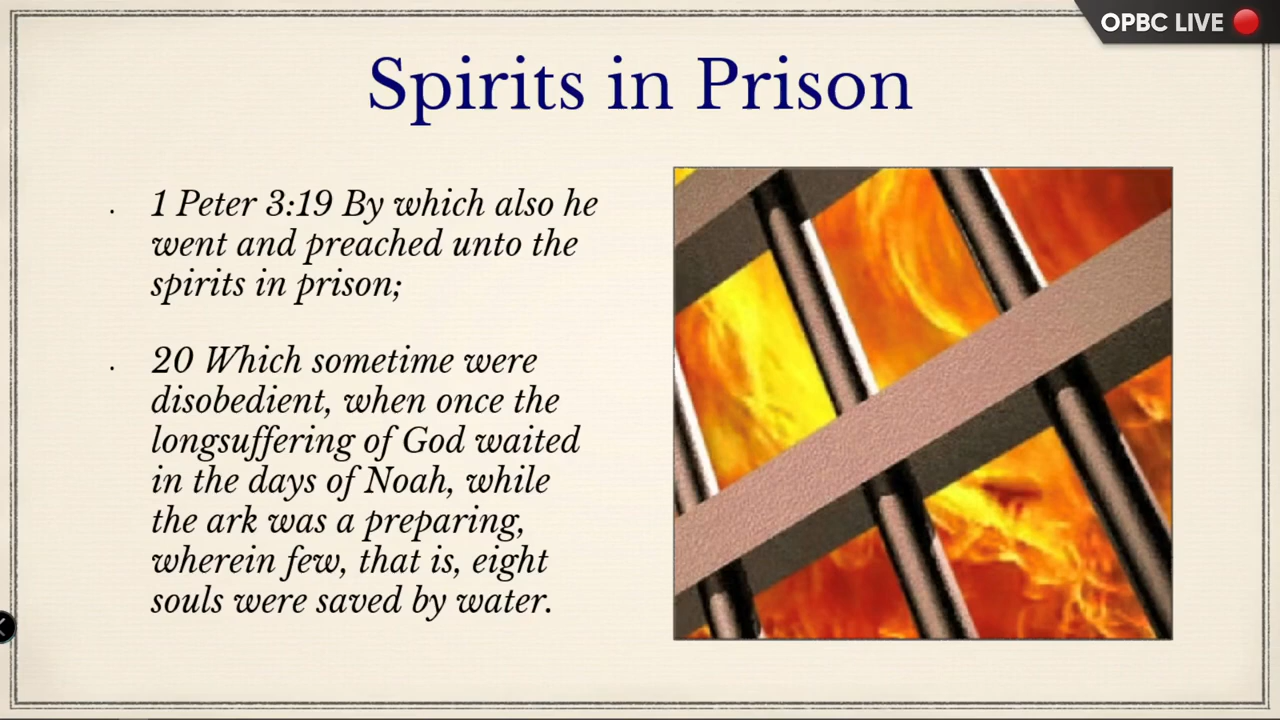 OPBC LIVE
Spirits in Prison
1 Peter 3:19 By which also he
went and preached unto the
spirits in prison;
20 Which sometime were
disobedient, when once the
longsuffering of God waited
in the days of Noah, while
the ark was a preparing,
wherein few, that is, eight
souls were saved by water.